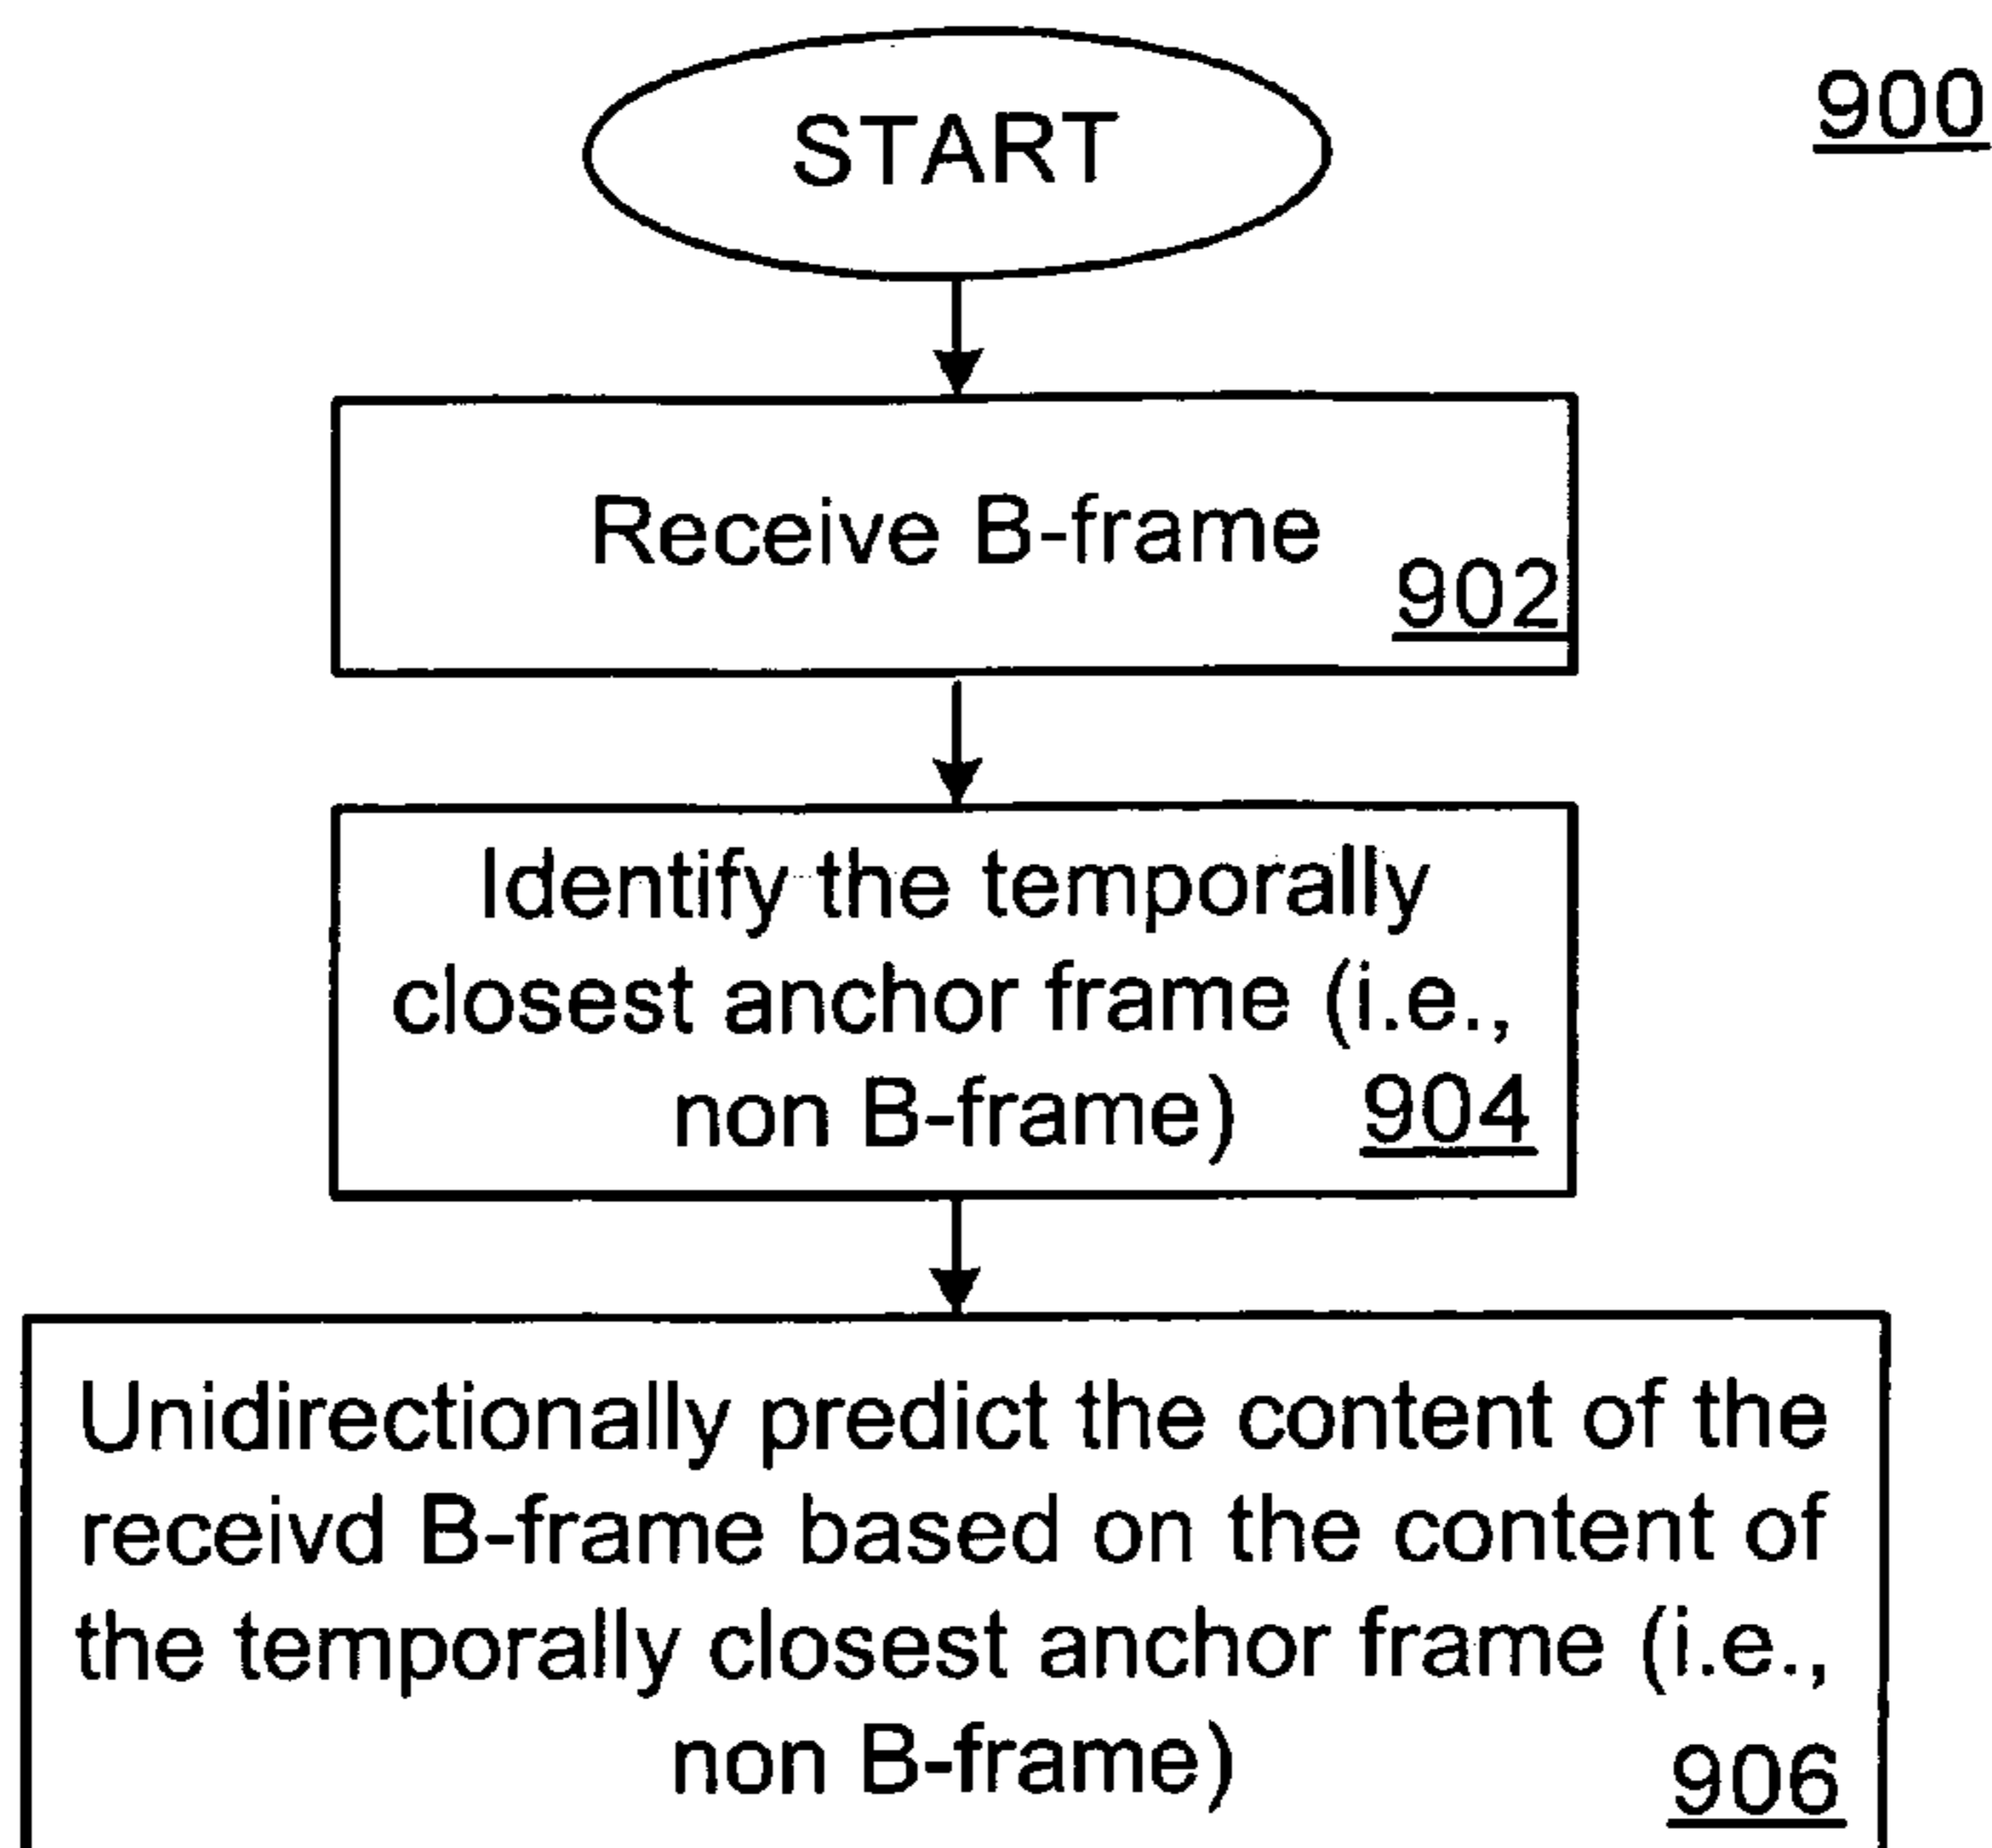 START
900
Receive B-frame
902
Identify the temporally
closest anchor frame (i.e.,
non B-frame)
904
Unidirectionally predict the content of the
receivd B-frame based on the content of
the temporally closest anchor frame (i.e.,
non B-frame)
906